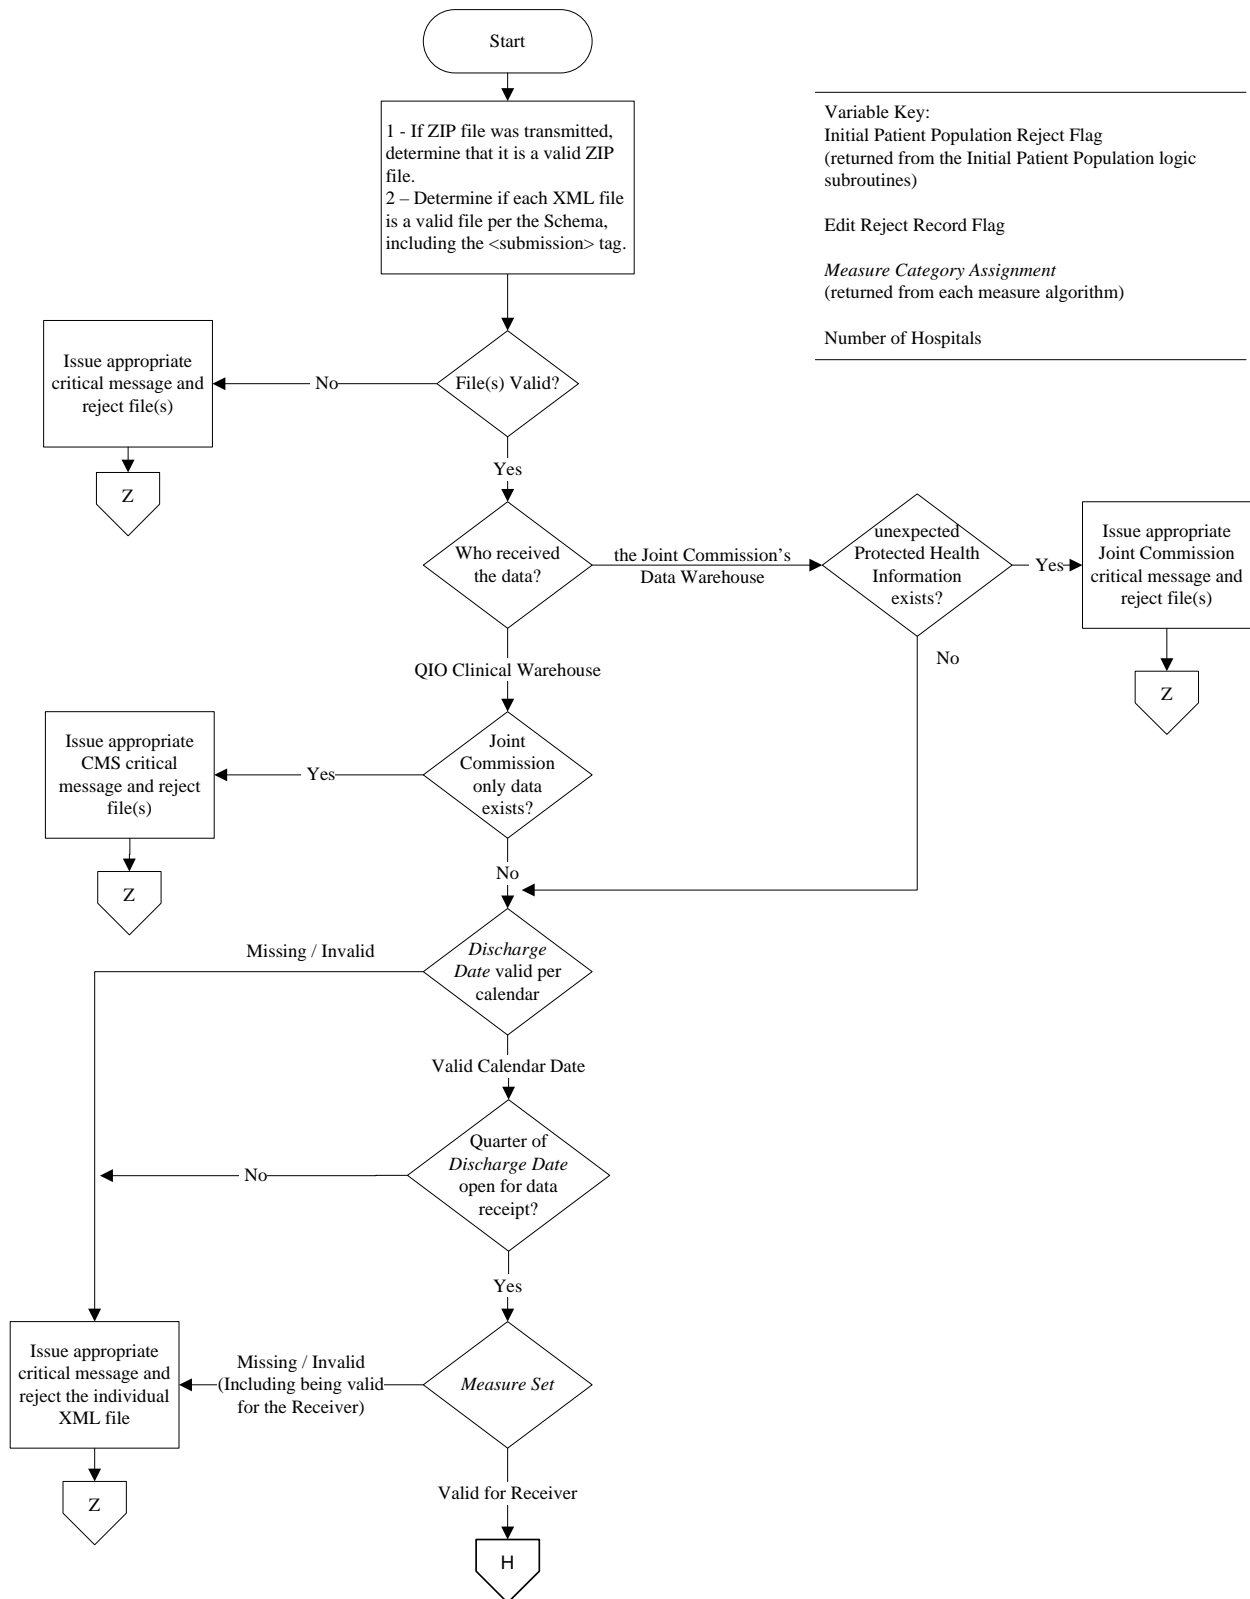 Start
Variable Key:
Initial Patient Population Reject Flag
(returned from the Initial Patient Population logic
subroutines)
Edit Reject Record Flag
Measure Category Assignment
(returned from each measure algorithm)
Number of Hospitals
1 - If ZIP file was transmitted,
determine that it is a valid ZIP
file.
2 – Determine if each XML file
is a valid file per the Schema,
including the <submission> tag.
File(s) Valid?
No
Issue appropriate
critical message and
reject file(s)
Z
Yes
Who received
the data?
the Joint Commission’s
Data Warehouse
unexpected
Protected Health
Information
exists?
Yes
Issue appropriate
Joint Commission
critical message and
reject file(s)
Z
No
QIO Clinical Warehouse
Joint
Commission
only data
exists?
Yes
Issue appropriate
CMS critical
message and reject
file(s)
Z
No
Discharge
Date valid per
calendar
Missing / Invalid
Valid Calendar Date
Quarter of
Discharge Date
open for data
receipt?
No
Yes
Measure Set
Missing / Invalid
(Including being valid
for the Receiver)
Issue appropriate
critical message and
reject the individual
XML file
Z
Valid for Receiver
H